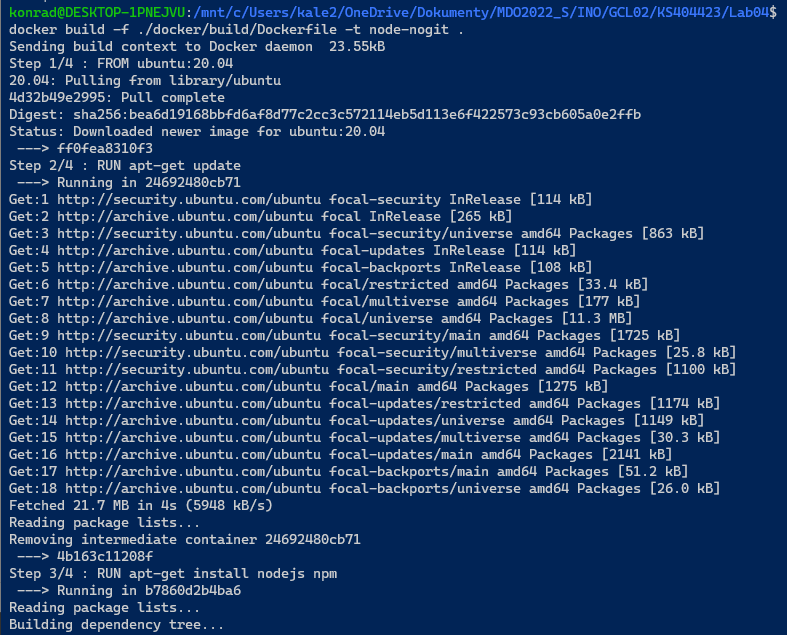 konrad@DESKTOP-1PNEJVU:/mnt/c/Users/kale2/OneDrive/Dokumenty/MDO2022_S/INO/GCL02/KS404423/Lab04$
docker build -f ./docker/build/Dockerfile -t node-nogit .
Sending build context to Docker daemon  23.55kB
Step 1/4 : FROM ubuntu:20.04
20.04: Pulling from library/ubuntu
4d32b49e2995: Pull complete
Digest: sha256:bea6d19168bbfd6af8d77c2cc3c572114eb5d113e6f422573c93cb605a0e2ffb
Status: Downloaded newer image for ubuntu:20.04
 ---> ff0fea8310f3
Step 2/4 : RUN apt-get update
 ---> Running in 24692480cb71
Get:1 http://security.ubuntu.com/ubuntu focal-security InRelease [114 kB]
Get:2 http://archive.ubuntu.com/ubuntu focal InRelease [265 kB]
Get:3 http://security.ubuntu.com/ubuntu focal-security/universe amd64 Packages [863 kB]
Get:4 http://archive.ubuntu.com/ubuntu focal-updates InRelease [114 kB]
Get:5 http://archive.ubuntu.com/ubuntu focal-backports InRelease [108 kB]
Get:6 http://archive.ubuntu.com/ubuntu focal/restricted amd64 Packages [33.4 kB]
Get:7 http://archive.ubuntu.com/ubuntu focal/multiverse amd64 Packages [177 kB]
Get:8 http://archive.ubuntu.com/ubuntu focal/universe amd64 Packages [11.3 MB]
Get:9 http://security.ubuntu.com/ubuntu focal-security/main amd64 Packages [1725 kB]
Get:10 http://security.ubuntu.com/ubuntu focal-security/multiverse amd64 Packages [25.8 kB]
Get:11 http://security.ubuntu.com/ubuntu focal-security/restricted amd64 Packages [1100 kB]
Get:12 http://archive.ubuntu.com/ubuntu focal/main amd64 Packages [1275 kB]
Get:13 http://archive.ubuntu.com/ubuntu focal-updates/restricted amd64 Packages [1174 kB]
Get:14 http://archive.ubuntu.com/ubuntu focal-updates/universe amd64 Packages [1149 kB]
Get:15 http://archive.ubuntu.com/ubuntu focal-updates/multiverse amd64 Packages [30.3 kB]
Get:16 http://archive.ubuntu.com/ubuntu focal-updates/main amd64 Packages [2141 kB]
Get:17 http://archive.ubuntu.com/ubuntu focal-backports/main amd64 Packages [51.2 kB]
Get:18 http://archive.ubuntu.com/ubuntu focal-backports/universe amd64 Packages [26.0 kB]
Fetched 21.7 MB in 4s (5948 kB/s)
Reading package lists...
Removing intermediate container 24692480cb71
 ---> 4b163c11208f
Step 3/4 : RUN apt-get install nodejs npm
 ---> Running in b7860d2b4ba6
Reading package lists...
Building dependency tree...